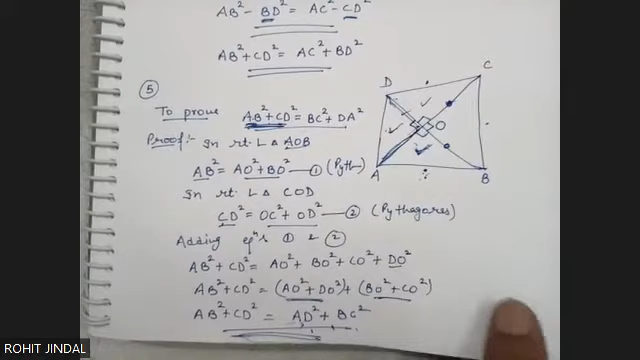 AB² - BD² = AC² - CD²
AB² + CD² = AC² + BD²
5
To prove AB² + CD² = BC² + DA²
Proof:- In rt. L Δ AOB
AB² = AO² + BO² — 1 (Pyth)
In rt. L Δ COD
CD² = OC² + OD² — 2 (Pythagores)
Adding eqⁿs 1 & 2
AB² + CD² = AO² + BO² + CO² + DO²
AB² + CD² = (AO² + DO²) + (BO² + CO²)
AB² + CD² = AD² + BC²
D
C
O
A
B
ROHIT JINDAL